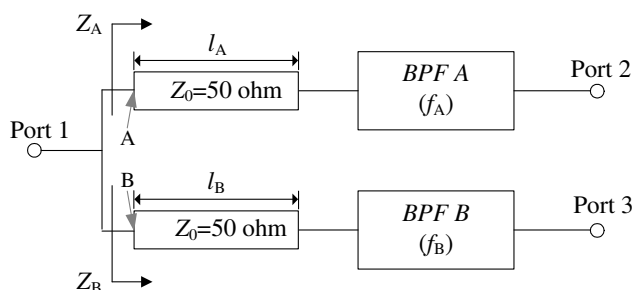 Z_A
l_A
Z_0=50 ohm
BPF A
(f_A)
Port 2
Port 1
A
B
l_B
Z_0=50 ohm
BPF B
(f_B)
Port 3
Z_B